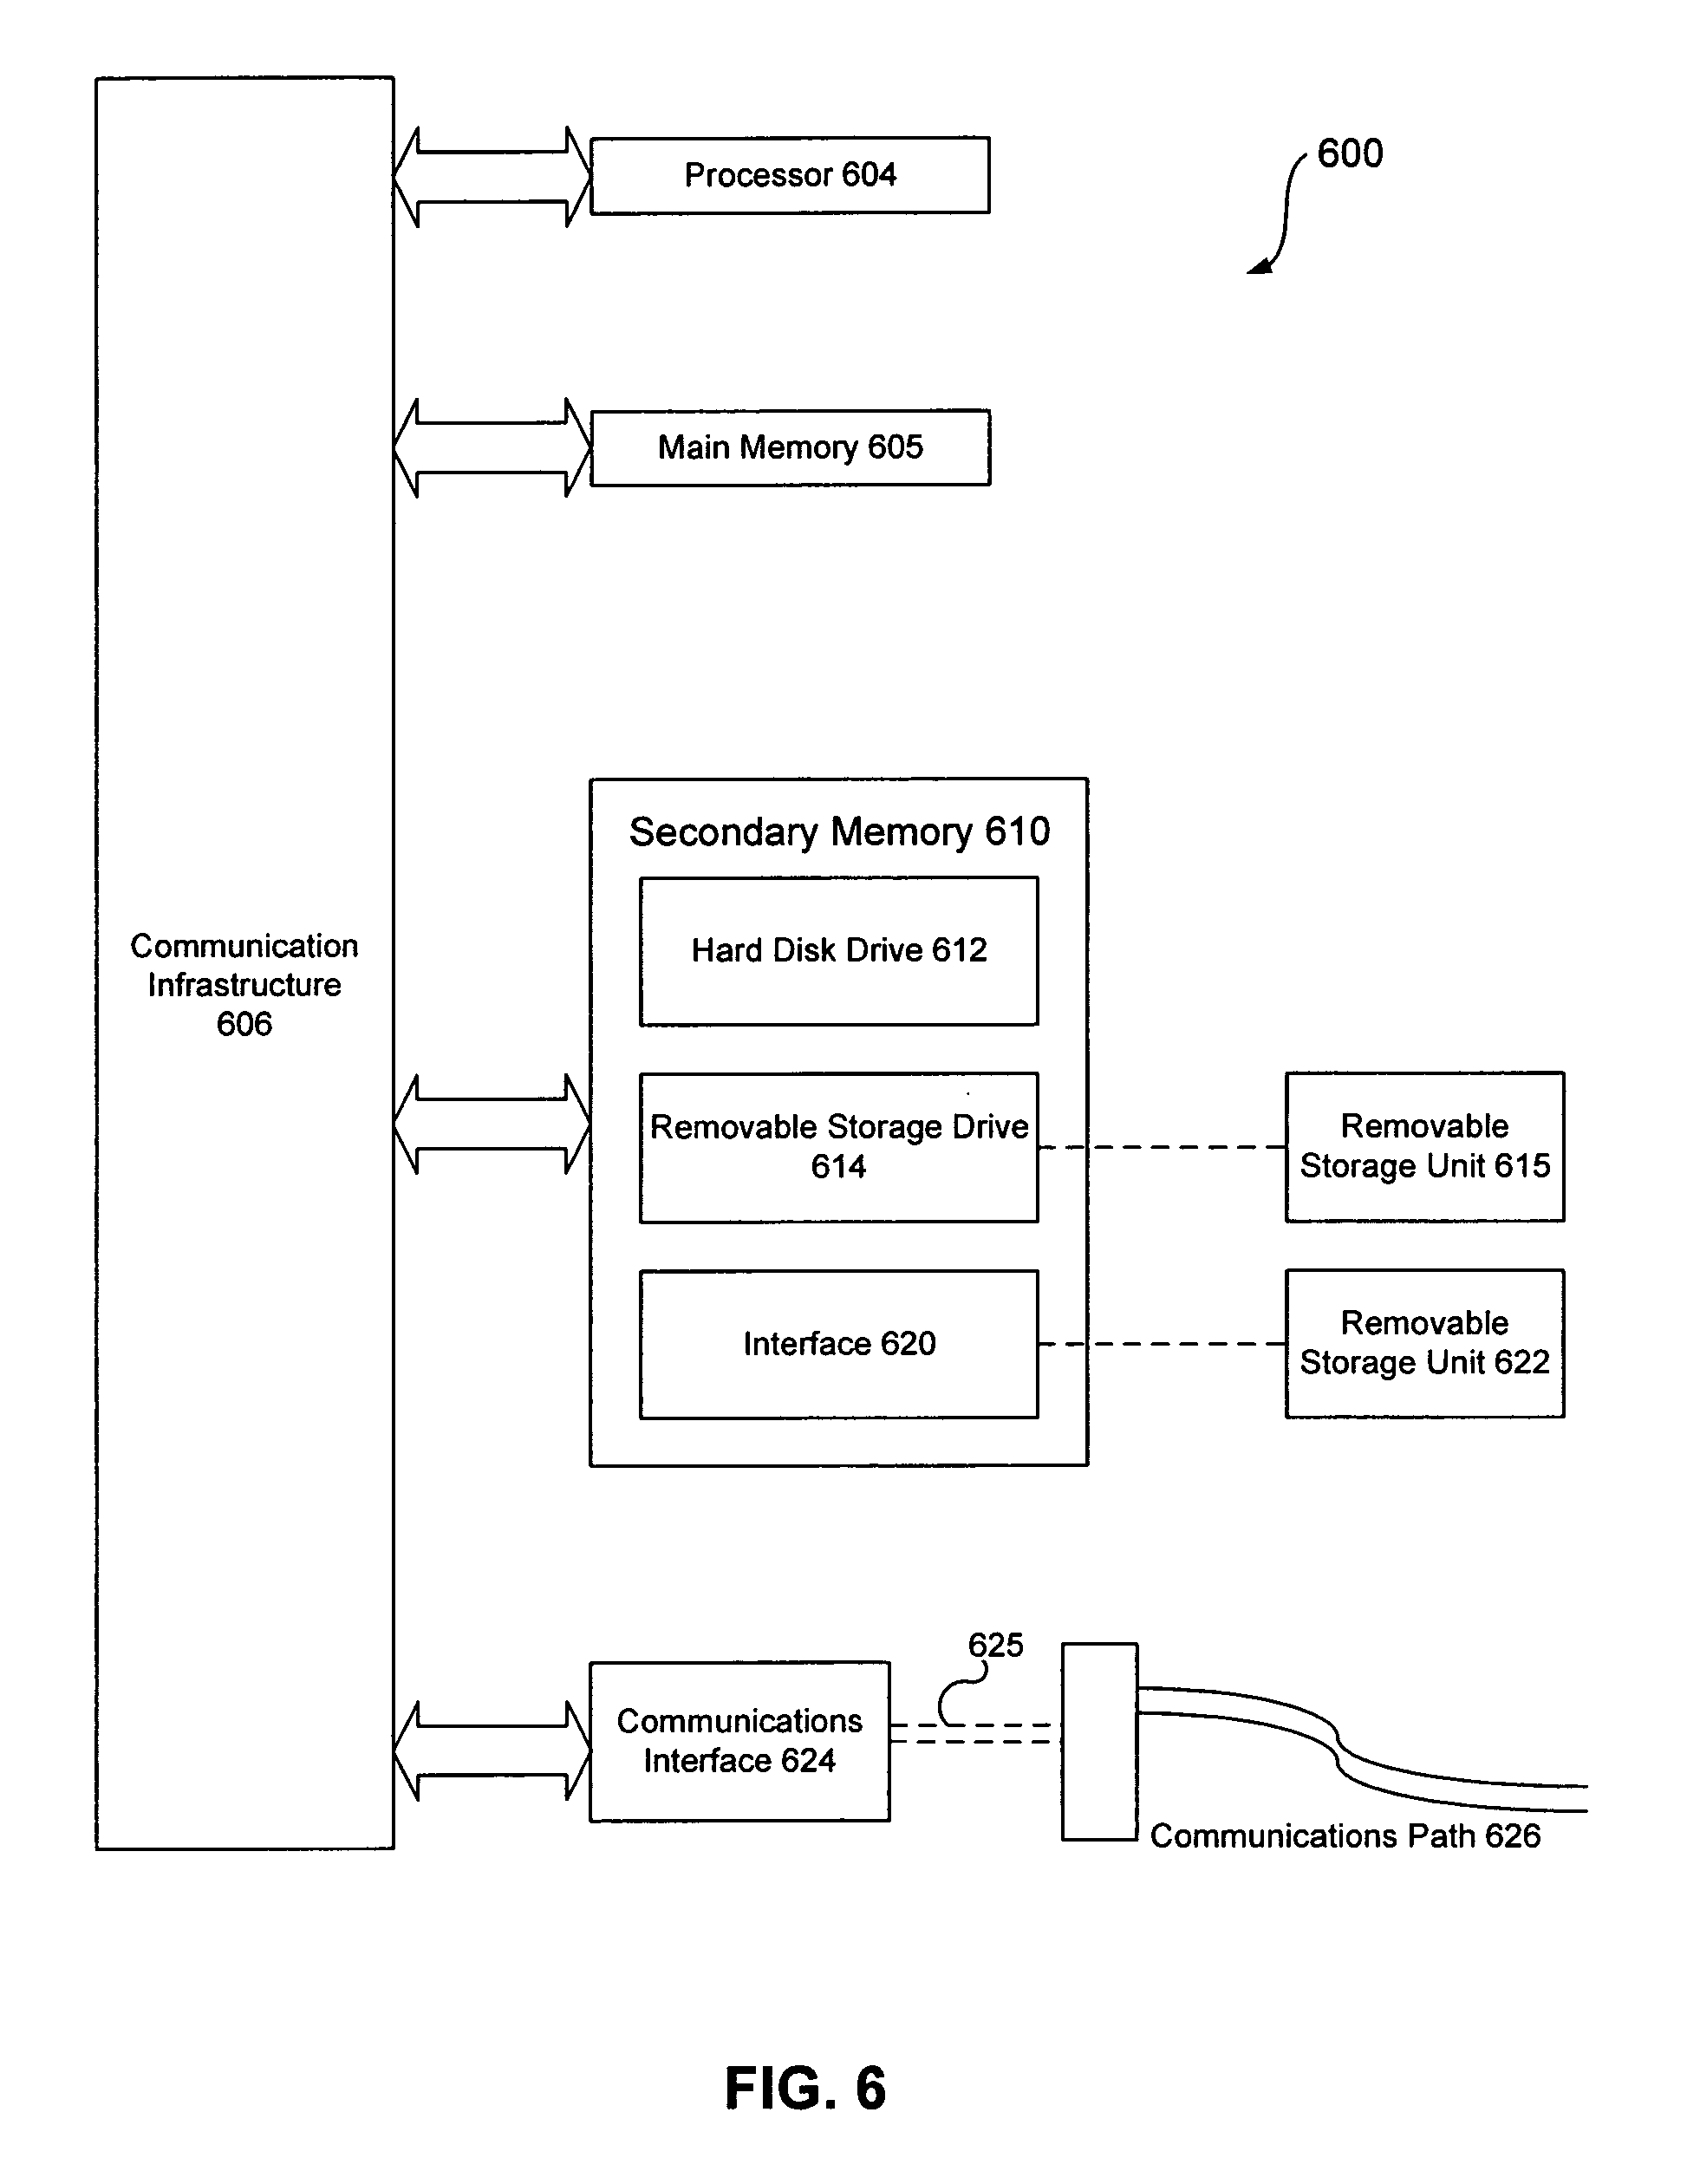 Processor 604
600
Main Memory 605
Secondary Memory 610
Hard Disk Drive 612
Communication
Infrastructure
606
Removable Storage Drive
614
Removable
Storage Unit 615
Interface 620
Removable
Storage Unit 622
625
Communications
Interface 624
Communications Path 626
FIG. 6